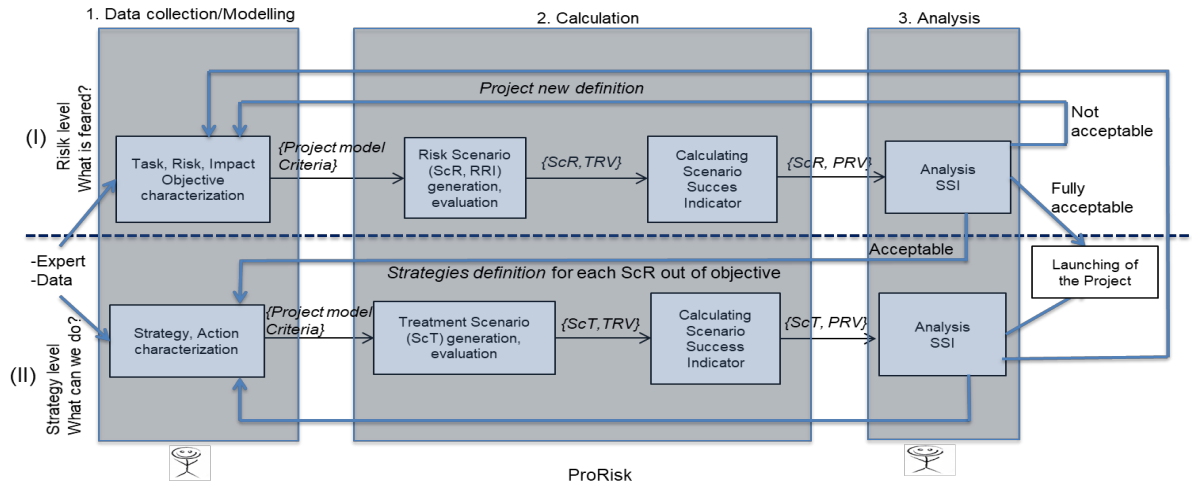 1. Data collection/Modelling
2. Calculation
3. Analysis
Project new definition
Not
acceptable
(I)
Risik level
What is feared?
Task, Risk, Impact
Objective
characterization
{Project model
Criteria}
Risk Scenario
(ScR, RRI)
generation,
evaluation
{ScR,TRV}
Calculating
Scenario
Succes
Indicator
{ScR, PRV}
Analysis
SSI
Fully
acceptable
-Expert
-Data
Acceptable
Strategies definition for each ScR out of objective
Launching of
the Project
(II)
Strategy level
What can we do?
Strategy, Action
characterization
{Project model
Criteria}
Treatment Scenario
(ScT) generation,
evaluation
{ScT,TRV}
Calculating
Scenario
Success
Indicator
{ScT, PRV}
Analysis
SSI
ProRisk